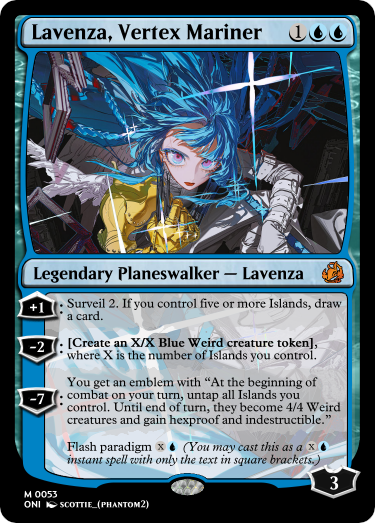 Lavenza, Vertex Mariner 1
Legendary Planeswalker — Lavenza
+1: Surveil 2. If you control five or more Islands, draw
a card.
-2: [Create an X/X Blue Weird creature token],
where X is the number of Islands you control.
You get an emblem with “At the beginning of
combat on your turn, untap all Islands you
-7: control. Until end of turn, they become 4/4 Weird
creatures and gain hexproof and indestructible.”
Flash paradigm X (You may cast this as a X
instant spell with only the text in square brackets.)
3
M 0053
ONI SCOTTIE_(PHANTOM2)